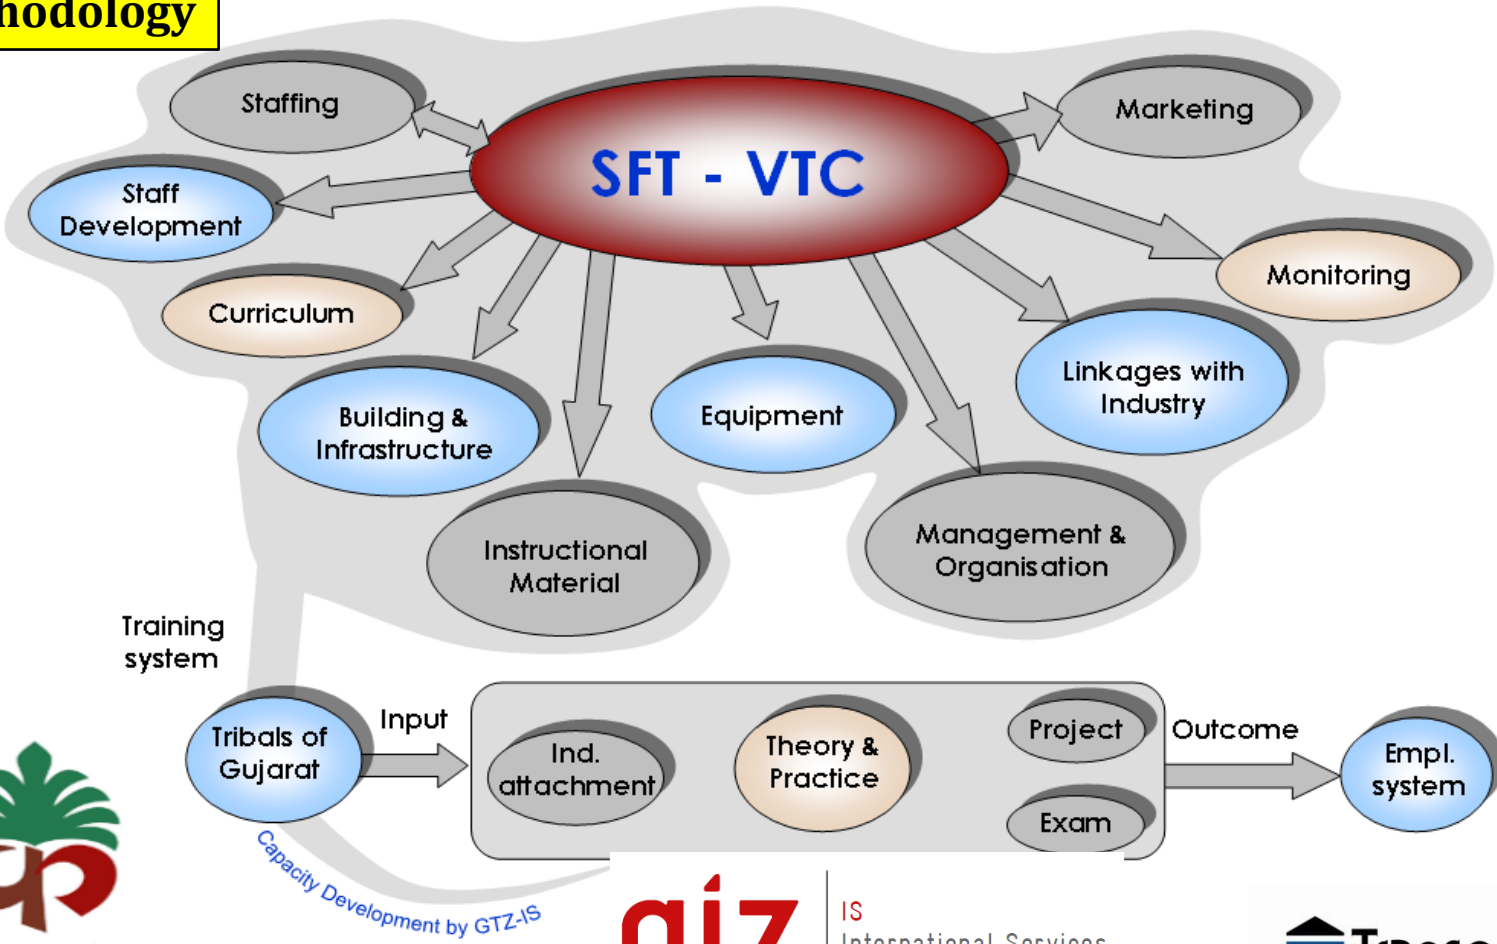 hodology
Staffing
SFT - VTC
Marketing
Staff
Development
Curriculum
Monitoring
Building &
Infrastructure
Equipment
Linkages with
Industry
Instructional
Material
Management &
Organisation
Training
system
Tribals of
Gujarat
Input
Ind.
attachment
Theory &
Practice
Project
Exam
Outcome
Empl.
system
Capacity Development by GTZ-IS
giz
IS
International Services